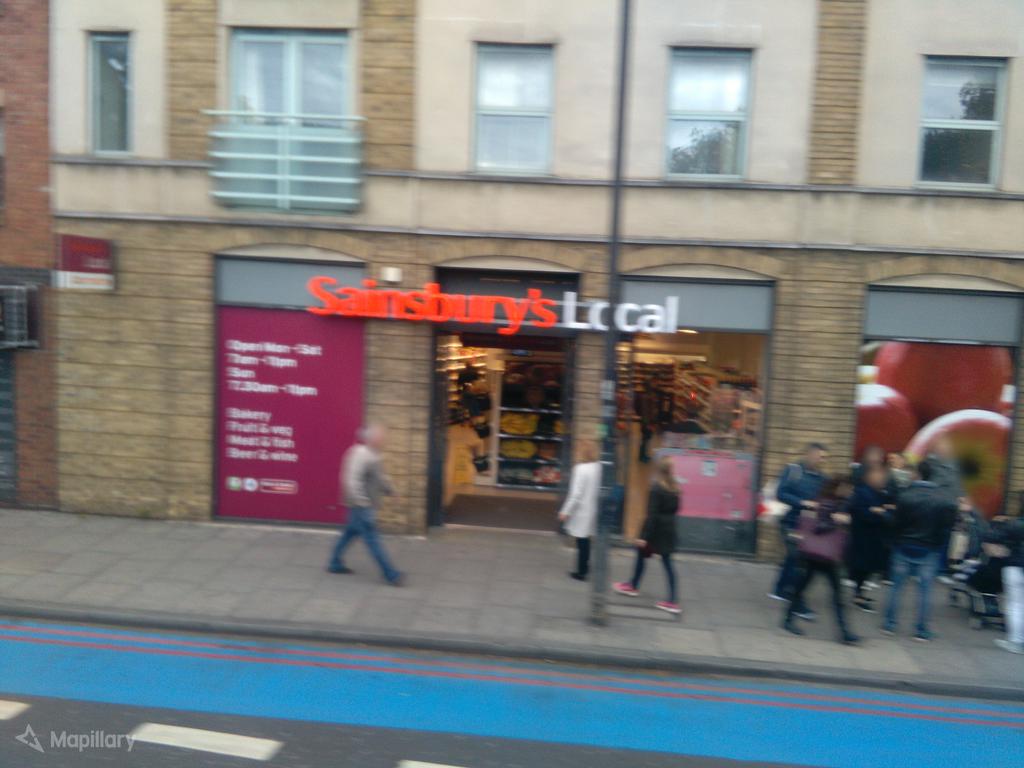 Sainsbury's Local
Open Mon - Sat
7am - 11pm
Sun
7.30am - 11pm
Bakery
Fruit & veg
Meat & fish
Beer & wine
Mapillary